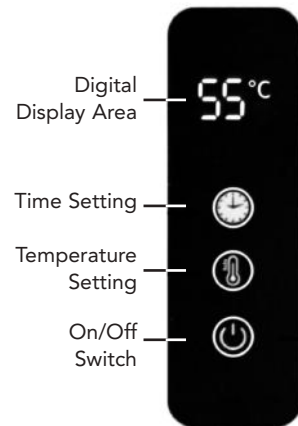 Digital
Display Area
55°C
Time Setting
Temperature
Setting
On/Off
Switch